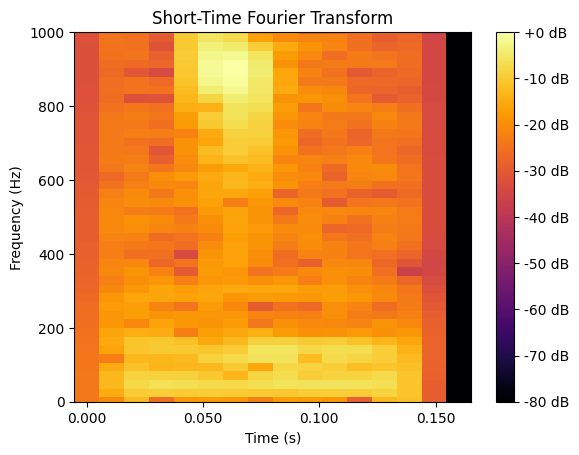 Short-Time Fourier Transform
1000
800
600
400
200
0
Frequency (Hz)
0.000
0.050
0.100
0.150
Time (s)
+0 dB
-10 dB
-20 dB
-30 dB
-40 dB
-50 dB
-60 dB
-70 dB
-80 dB